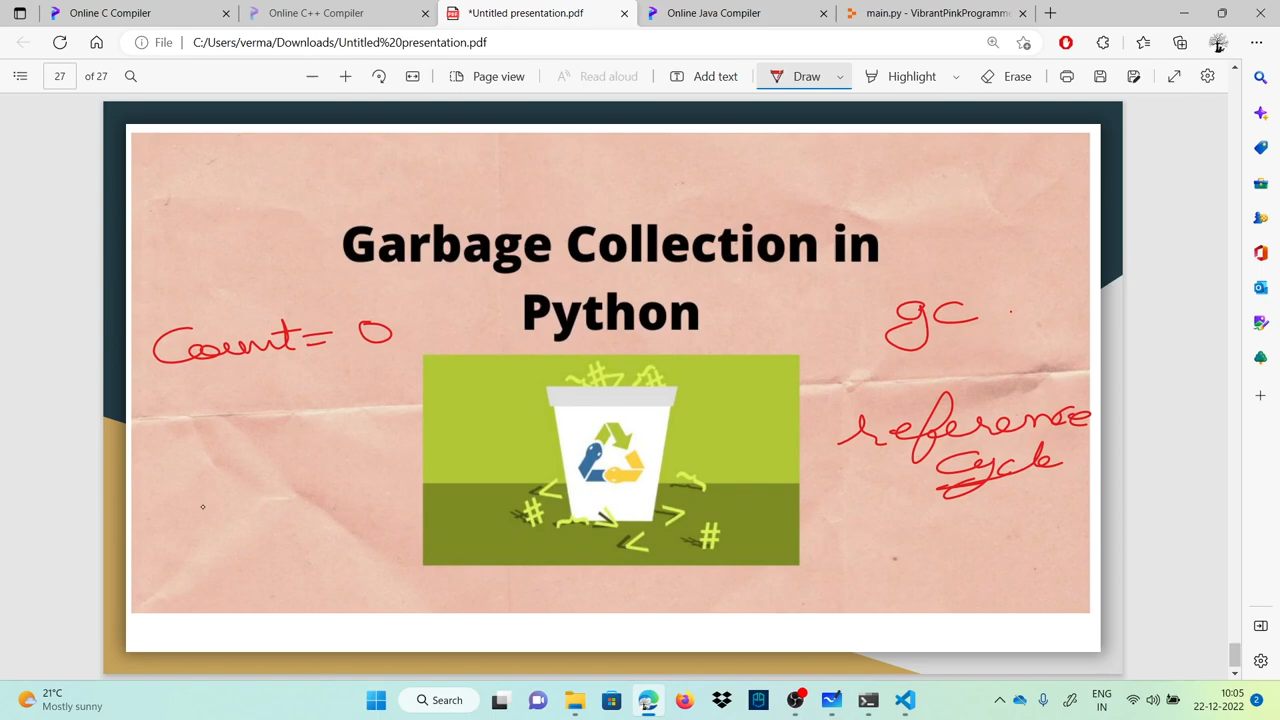 Online C Compiler
Online C++ Compiler
*Untitled presentation.pdf
Online Java Compiler
main.py - VibrantPinkProgramm
File
C:/Users/verma/Downloads/Untitled%20presentation.pdf
27 of 27
Page view
Read aloud
Add text
Draw
Highlight
Erase
Garbage Collection in
Python
Count = 0
gc
reference
cycle
21°C
Mostly sunny
Search
ENG
IN
10:05
22-12-2022
2